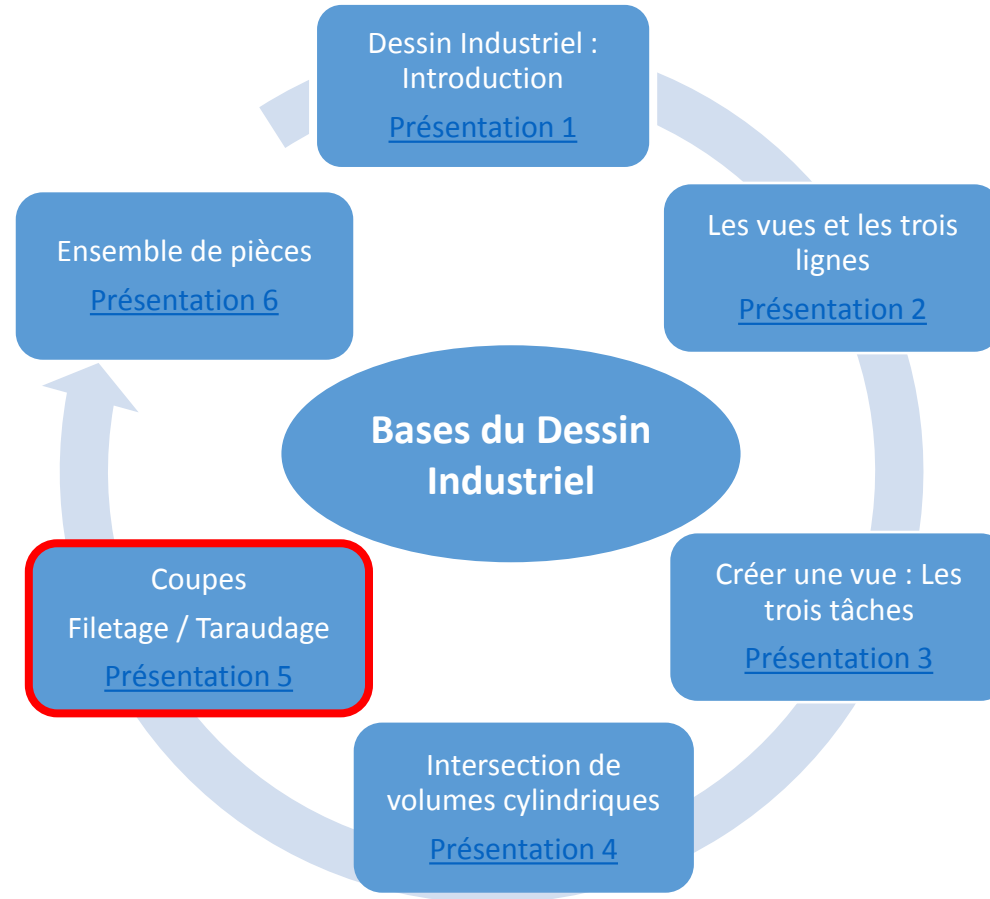 Dessin Industriel :
Introduction
Présentation 1
Les vues et les trois
lignes
Présentation 2
Créer une vue : Les
trois tâches
Présentation 3
Intersection de
volumes cylindriques
Présentation 4
Coupes
Filetage / Taraudage
Présentation 5
Ensemble de pièces
Présentation 6
Bases du Dessin
Industriel